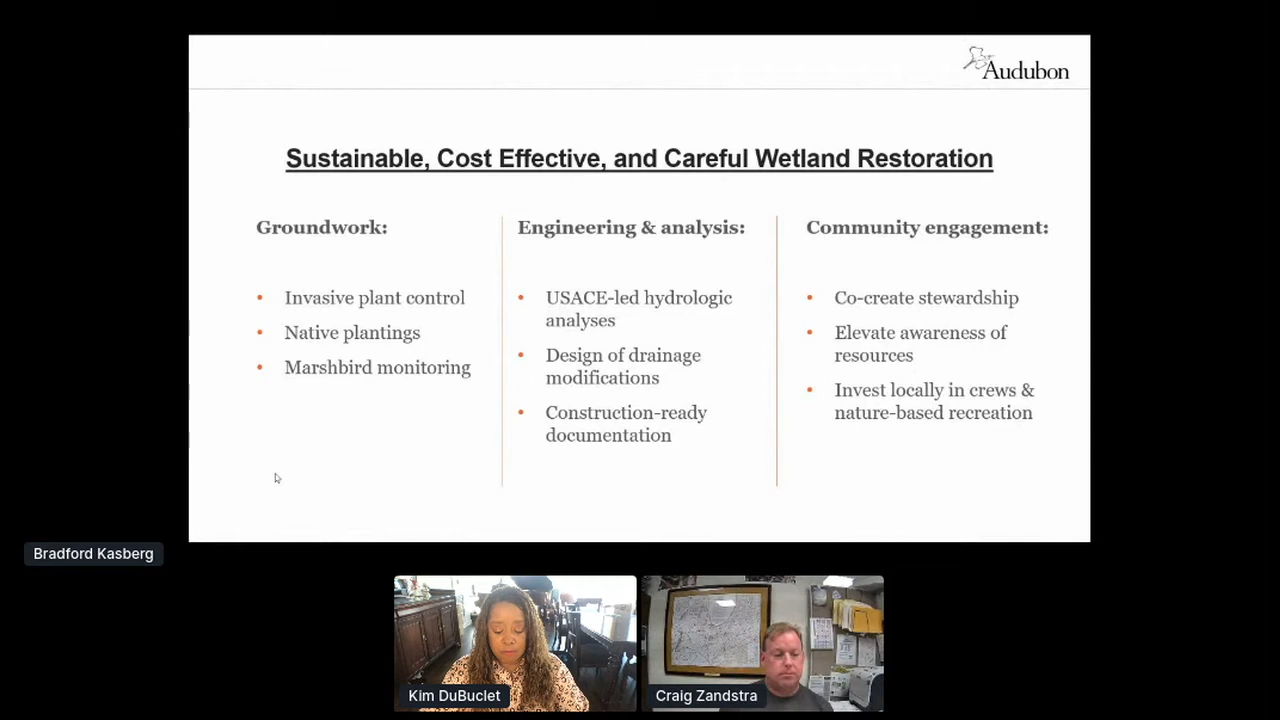 Audubon
Sustainable, Cost Effective, and Careful Wetland Restoration
Groundwork:
• Invasive plant control
• Native plantings
• Marshbird monitoring
Engineering & analysis:
• USACE-led hydrologic
analyses
• Design of drainage
modifications
• Construction-ready
documentation
Community engagement:
• Co-create stewardship
• Elevate awareness of
resources
• Invest locally in crews &
nature-based recreation
Bradford Kasberg
Kim DuBuclet
Craig Zandstra